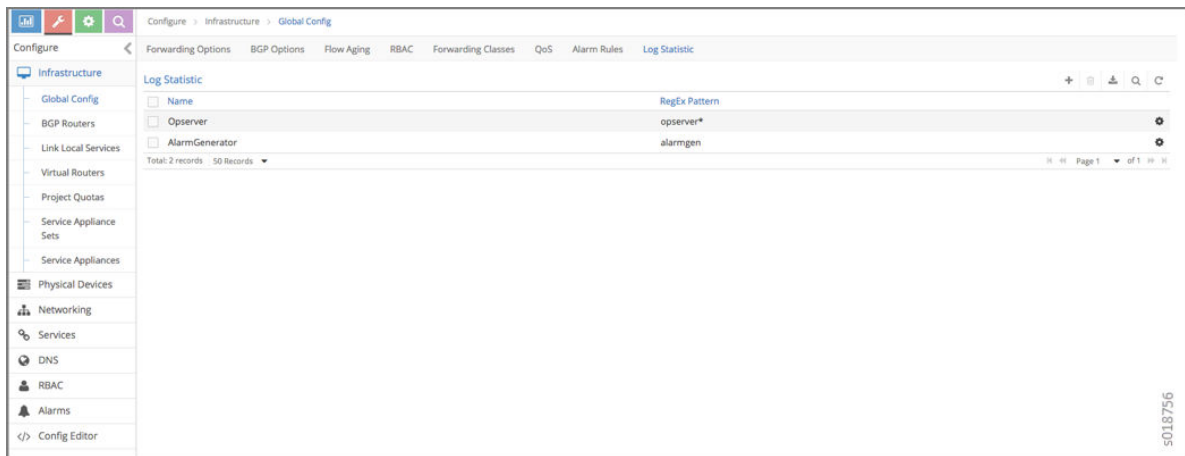 Configure > Infrastructure > Global Config
Configure
Infrastructure
Global Config
BGP Routers
Link Local Services
Virtual Routers
Project Quotas
Service Appliance
Sets
Service Appliances
Physical Devices
Networking
Services
DNS
RBAC
Alarms
</> Config Editor
Forwarding Options BGP Options Flow Aging RBAC Forwarding Classes QoS Alarm Rules Log Statistic
Log Statistic
Name RegEx Pattern
Opserver opserver*
AlarmGenerator alarmgen
Total: 2 records 50 Records Page 1 of 1
s018756